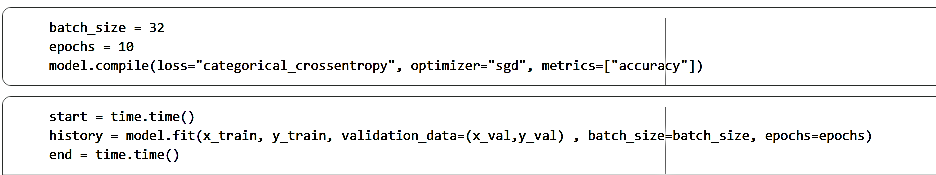 batch_size = 32
epochs = 10
model.compile(loss="categorical_crossentropy", optimizer="sgd", metrics=["accuracy"])
start = time.time()
history = model.fit(x_train, y_train, validation_data=(x_val,y_val) , batch_size=batch_size, epochs=epochs)
end = time.time()